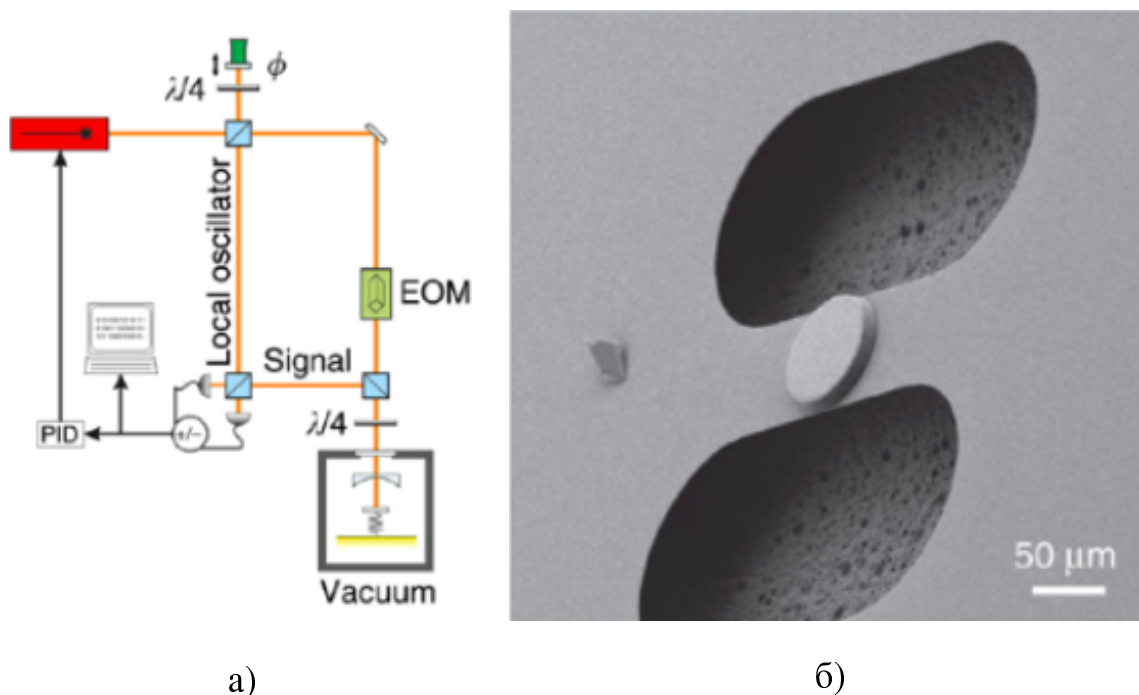 λ/4
ϕ
Local oscillator
EOM
Signal
λ/4
PID
+/−
Vacuum
50 μm
а)
б)